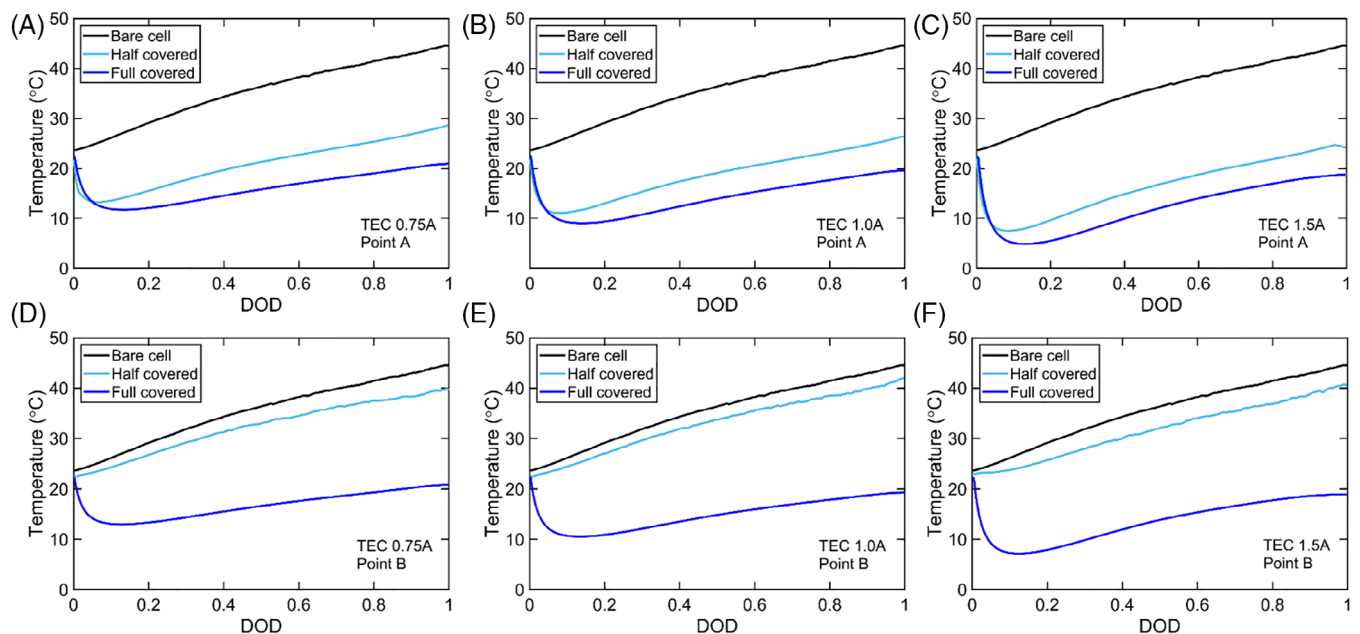 (A)
50
40
30
20
10
0
Temperature (°C)
Bare cell
Half covered
Full covered
TEC 0.75A
Point A
0 0.2 0.4 0.6 0.8 1
DOD
(B)
50
40
30
20
10
0
Temperature (°C)
Bare cell
Half covered
Full covered
TEC 1.0A
Point A
0 0.2 0.4 0.6 0.8 1
DOD
(C)
50
40
30
20
10
0
Temperature (°C)
Bare cell
Half covered
Full covered
TEC 1.5A
Point A
0 0.2 0.4 0.6 0.8 1
DOD
(D)
50
40
30
20
10
0
Temperature (°C)
Bare cell
Half covered
Full covered
TEC 0.75A
Point B
0 0.2 0.4 0.6 0.8 1
DOD
(E)
50
40
30
20
10
0
Temperature (°C)
Bare cell
Half covered
Full covered
TEC 1.0A
Point B
0 0.2 0.4 0.6 0.8 1
DOD
(F)
50
40
30
20
10
0
Temperature (°C)
Bare cell
Half covered
Full covered
TEC 1.5A
Point B
0 0.2 0.4 0.6 0.8 1
DOD